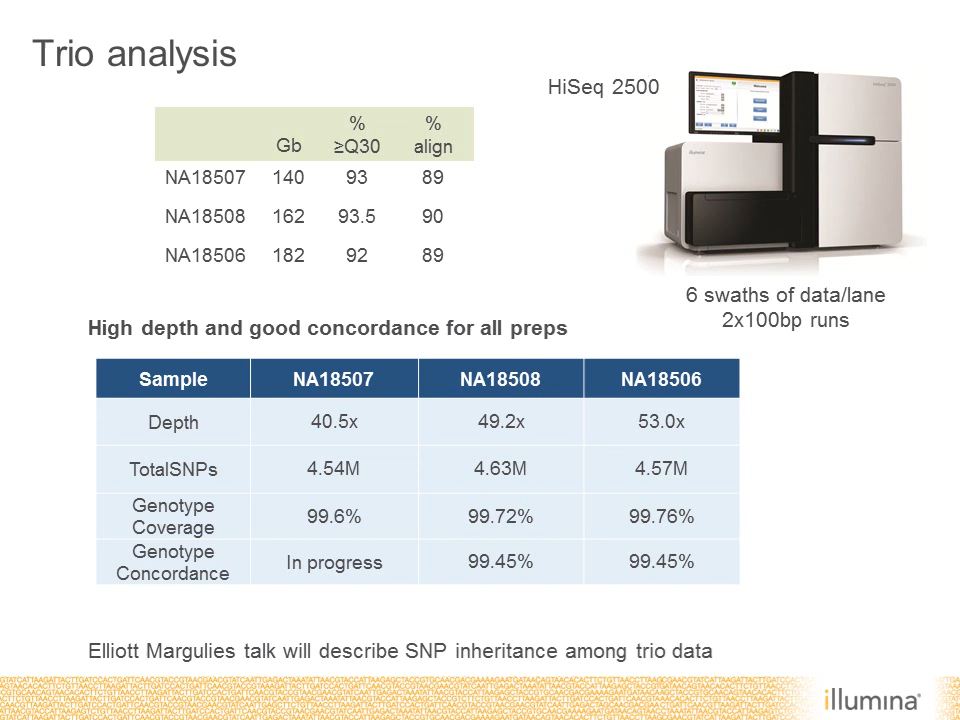 Trio analysis
HiSeq 2500
Gb % ≥Q30 % align
NA18507 140 93 89
NA18508 162 93.5 90
NA18506 182 92 89
6 swaths of data/lane
2x100bp runs
High depth and good concordance for all preps
Sample NA18507 NA18508 NA18506
Depth 40.5x 49.2x 53.0x
TotalSNPs 4.54M 4.63M 4.57M
Genotype Coverage 99.6% 99.72% 99.76%
Genotype Concordance In progress 99.45% 99.45%
Elliott Margulies talk will describe SNP inheritance among trio data
illumina®